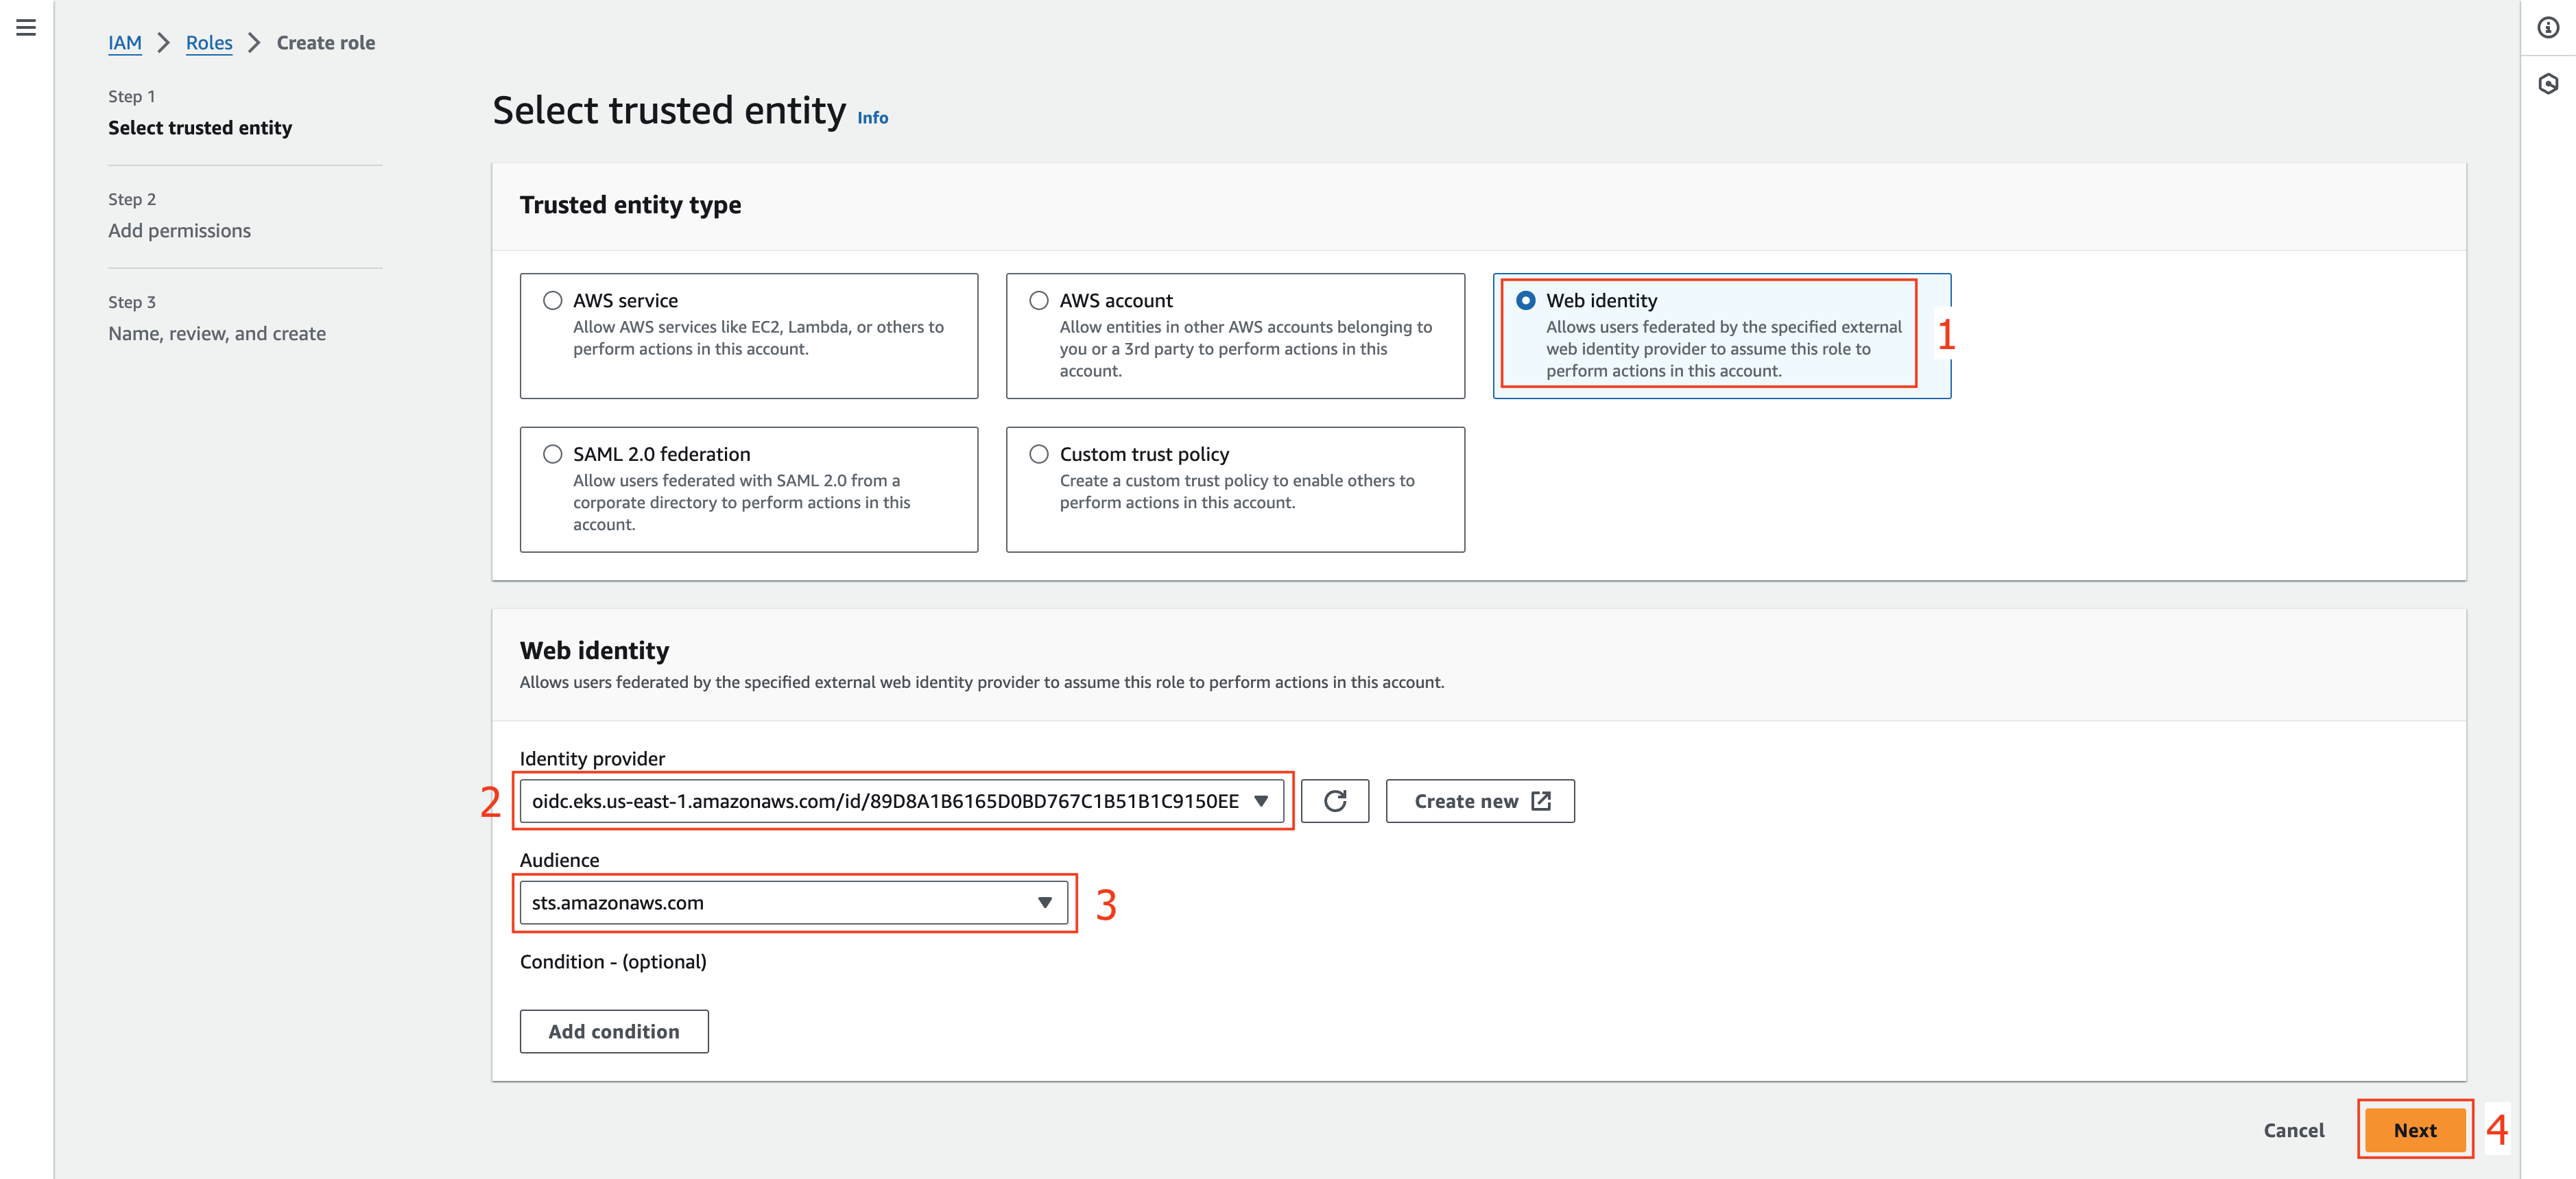 IAM > Roles > Create role
Step 1
Select trusted entity
Step 2
Add permissions
Step 3
Name, review, and create
Select trusted entity Info
Trusted entity type
AWS service
Allow AWS services like EC2, Lambda, or others to
perform actions in this account.
AWS account
Allow entities in other AWS accounts belonging to
you or a 3rd party to perform actions in this
account.
Web identity
Allows users federated by the specified external
web identity provider to assume this role to
perform actions in this account.
1
SAML 2.0 federation
Allow users federated with SAML 2.0 from a
corporate directory to perform actions in this
account.
Custom trust policy
Create a custom trust policy to enable others to
perform actions in this account.
Web identity
Allows users federated by the specified external web identity provider to assume this role to perform actions in this account.
Identity provider
2
oidc.eks.us-east-1.amazonaws.com/id/89D8A1B6165D0BD767C1B51B1C9150EE
Create new
Audience
sts.amazonaws.com
3
Condition - (optional)
Add condition
Cancel
Next
4